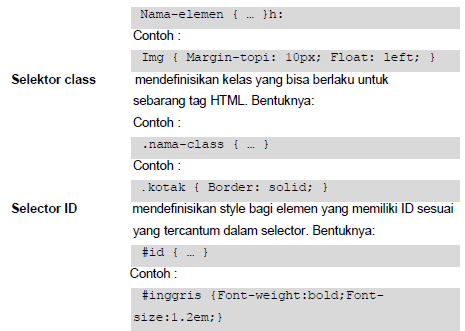 Nama-elemen { … }h:
Contoh :
Img { Margin-topi: 10px; Float: left; }
Selektor class mendefinisikan kelas yang bisa berlaku untuk
sebarang tag HTML. Bentuknya:
Contoh :
.nama-class { … }
Contoh :
.kotak { Border: solid; }
Selector ID mendefinisikan style bagi elemen yang memiliki ID sesuai
yang tercantum dalam selector. Bentuknya:
#id { … }
Contoh :
#inggris {Font-weight:bold;Font-
size:1.2em;}